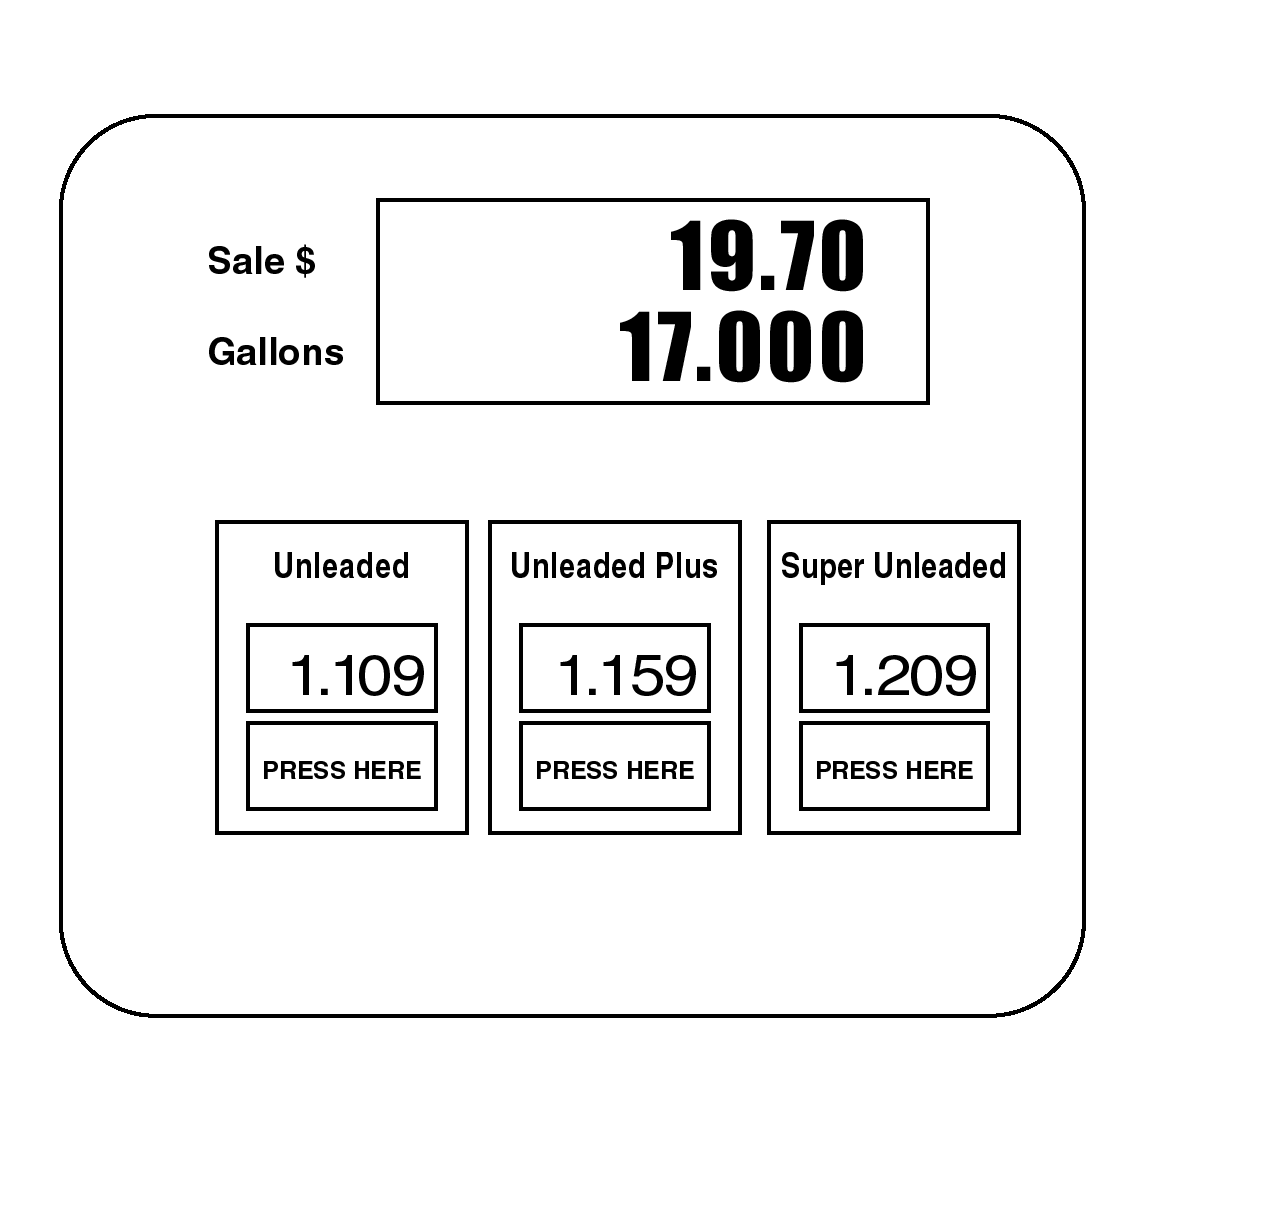 Sale $ 19.70
Gallons 17.000
Unleaded
1.109
PRESS HERE
Unleaded Plus
1.159
PRESS HERE
Super Unleaded
1.209
PRESS HERE